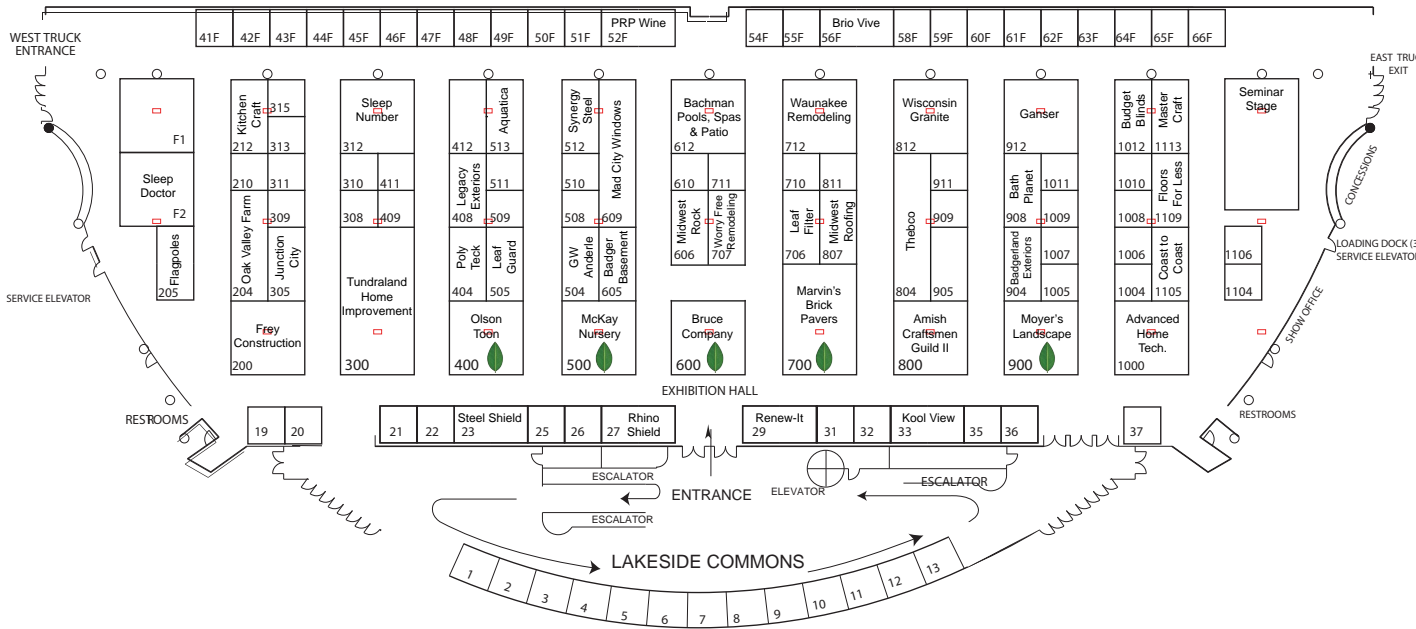 PRP Wine
Brio Vive
41F
42F
43F
44F
45F
46F
47F
48F
49F
50F
51F
52F
54F
55F
56F
58F
59F
60F
61F
62F
63F
64F
65F
66F
WEST TRUCK
ENTRANCE
EAST TRUC
EXIT
F1
Sleep
Doctor
F2
Flagpoles
205
Kitchen
Craft
212
315
313
210
311
Oak Valley Farm
309
Junction
City
204
305
Frey
Construction
200
Sleep
Number
312
310
411
308
409
Tundraland
Home
Improvement
300
412
Aquatica
513
Legacy
Exteriors
511
408
509
Poly
Teck
404
Leaf
Guard
505
Olson
Toon
400
Synergy
Steel
512
Mad City Windows
510
508
609
GW
Anderle
504
Badger
Basement
605
McKay
Nursery
500
Bachman
Pools, Spas
& Patio
612
610
711
Midwest
Rock
606
Worry Free
Remodeling
707
Bruce
Company
600
Waunakee
Remodeling
712
710
811
Leaf
Filter
706
Midwest
Roofing
807
Marvin's
Brick
Pavers
700
Wisconsin
Granite
812
911
909
Thebco
804
905
Amish
Craftsmen
Guild II
800
Ganser
912
Bath
Planet
908
1011
1009
Badgerland
Exteriors
904
1007
1005
Moyer's
Landscape
900
Budget
Blinds
1012
Master
Craft
1113
1010
Floors
For Less
1008
1109
1006
Coast to
Coast
1004
1105
Advanced
Home
Tech.
1000
Seminar
Stage
1106
1104
CONCESSIONS
LOADING DOCK (3
SERVICE ELEVATOR
SHOW OFFICE
SERVICE ELEVATOR
RESTROOMS
RESTROOMS
EXHIBITION HALL
19
20
21
22
Steel Shield
23
25
26
27
Rhino
Shield
Renew-It
29
31
32
Kool View
33
35
36
37
ESCALATOR
ENTRANCE
ELEVATOR
ESCALATOR
ESCALATOR
LAKESIDE COMMONS
1
2
3
4
5
6
7
8
9
10
11
12
13